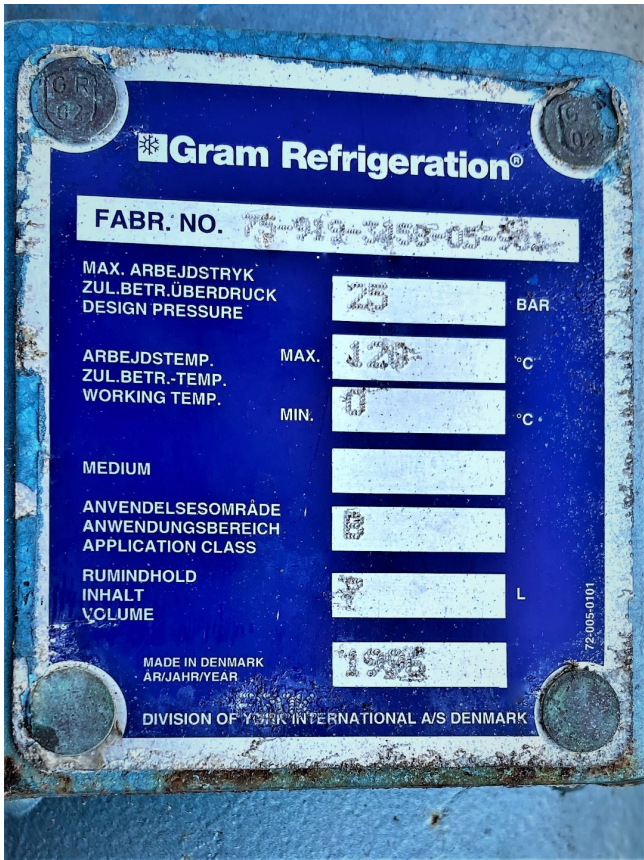 Gram Refrigeration®
FABR. NO.
MAX. ARBEJDSTRYK
ZUL.BETR.ÜBERDRUCK
DESIGN PRESSURE
25 BAR
ARBEJDSTEMP.
ZUL.BETR.-TEMP.
WORKING TEMP.
MAX. 120 °C
MIN. 0 °C
MEDIUM
ANVENDELSESOMRÅDE
ANWENDUNGSBEREICH
APPLICATION CLASS
B
RUMINDHOLD
INHALT
VOLUME
L
72-005-0101
MADE IN DENMARK
ÅR/JAHR/YEAR
DIVISION OF YORK INTERNATIONAL A/S DENMARK